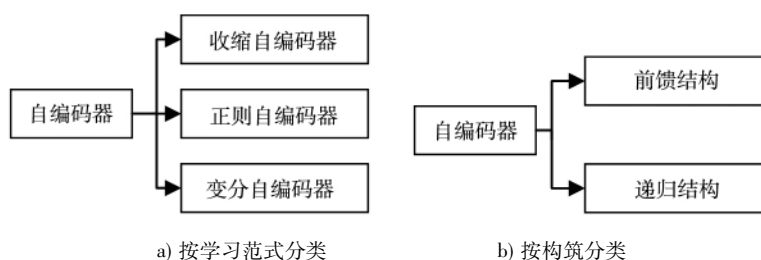 收缩自编码器
自编码器
正则自编码器
变分自编码器
a) 按学习范式分类
前馈结构
自编码器
递归结构
b) 按构筑分类